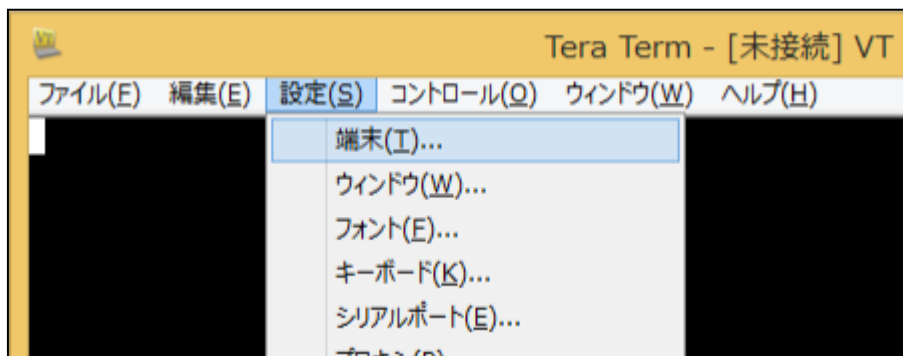 Tera Term - [未接続] VT
ファイル(F) 編集(E) 設定(S) コントロール(O) ウィンドウ(W) ヘルプ(H)
端末(T)...
ウィンドウ(W)...
フォント(F)...
キーボード(K)...
シリアルポート(E)...